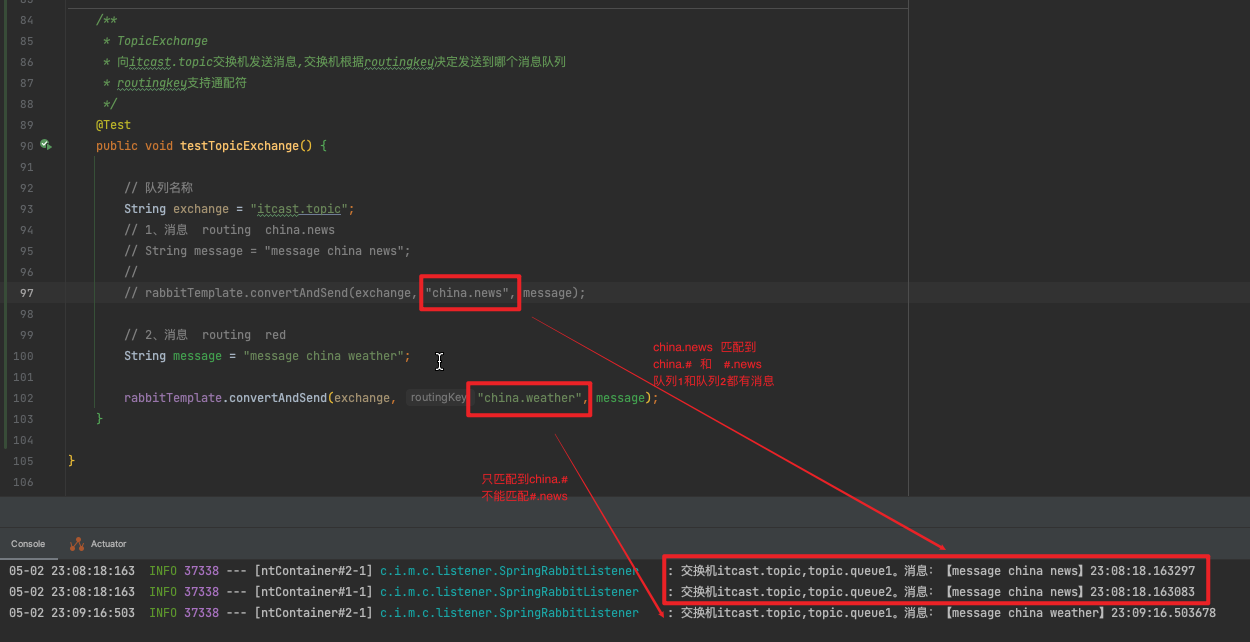 84 /**
85 * TopicExchange
86 * 向itcast.topic交换机发送消息,交换机根据routingkey决定发送到哪个消息队列
87 * routingkey支持通配符
88 */
89 @Test
90 public void testTopicExchange() {
91
92 // 队列名称
93 String exchange = "itcast.topic";
94 // 1、消息 routing china.news
95 // String message = "message china news";
96 //
97 // rabbitTemplate.convertAndSend(exchange, "china.news", message);
98
99 // 2、消息 routing red
100 String message = "message china weather";
101
102 rabbitTemplate.convertAndSend(exchange, routingKey "china.weather", message);
103 }
104
105 }
106
china.news 匹配到
china.# 和 #.news
队列1和队列2都有消息
只匹配到china.#
不能匹配#.news
Console Actuator
05-02 23:08:18:163 INFO 37338 --- [ntContainer#2-1] c.i.m.c.listener.SpringRabbitListener : 交换机itcast.topic,topic.queue1。消息：【message china news】23:08:18.163297
05-02 23:08:18:163 INFO 37338 --- [ntContainer#1-1] c.i.m.c.listener.SpringRabbitListener : 交换机itcast.topic,topic.queue2。消息：【message china news】23:08:18.163083
05-02 23:09:16:503 INFO 37338 --- [ntContainer#2-1] c.i.m.c.listener.SpringRabbitListener : 交换机itcast.topic,topic.queue1。消息：【message china weather】23:09:16.503678